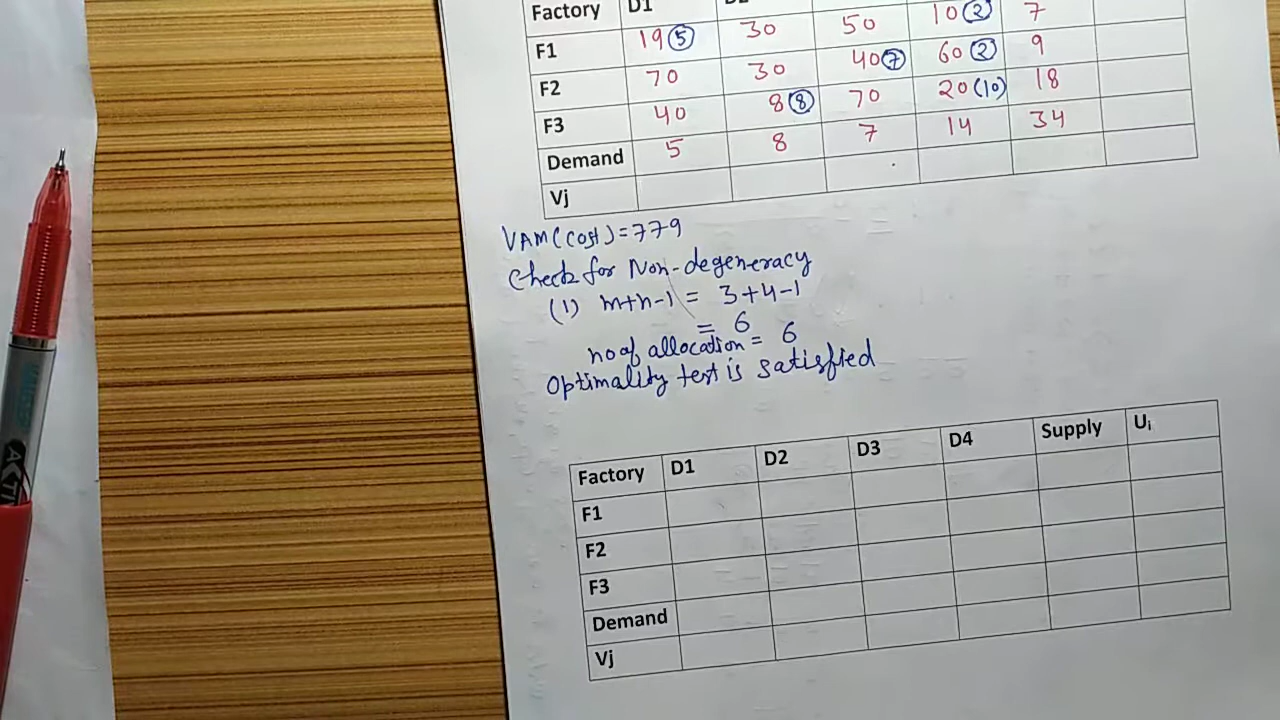 Factory D1 D2
F1 19 (5) 30 50 10 (2) 7
F2 70 30 40 (7) 60 (2) 9
F3 40 8 (8) 70 20 (10) 18
Demand 5 8 7 14 34
Vj
VAM(cost)=779
Check for Non-degeneracy
(1) m+n-1 = 3+4-1
= 6
no of allocation = 6
Optimality test is satisfied
Factory D1 D2 D3 D4 Supply Ui
F1
F2
F3
Demand
Vj